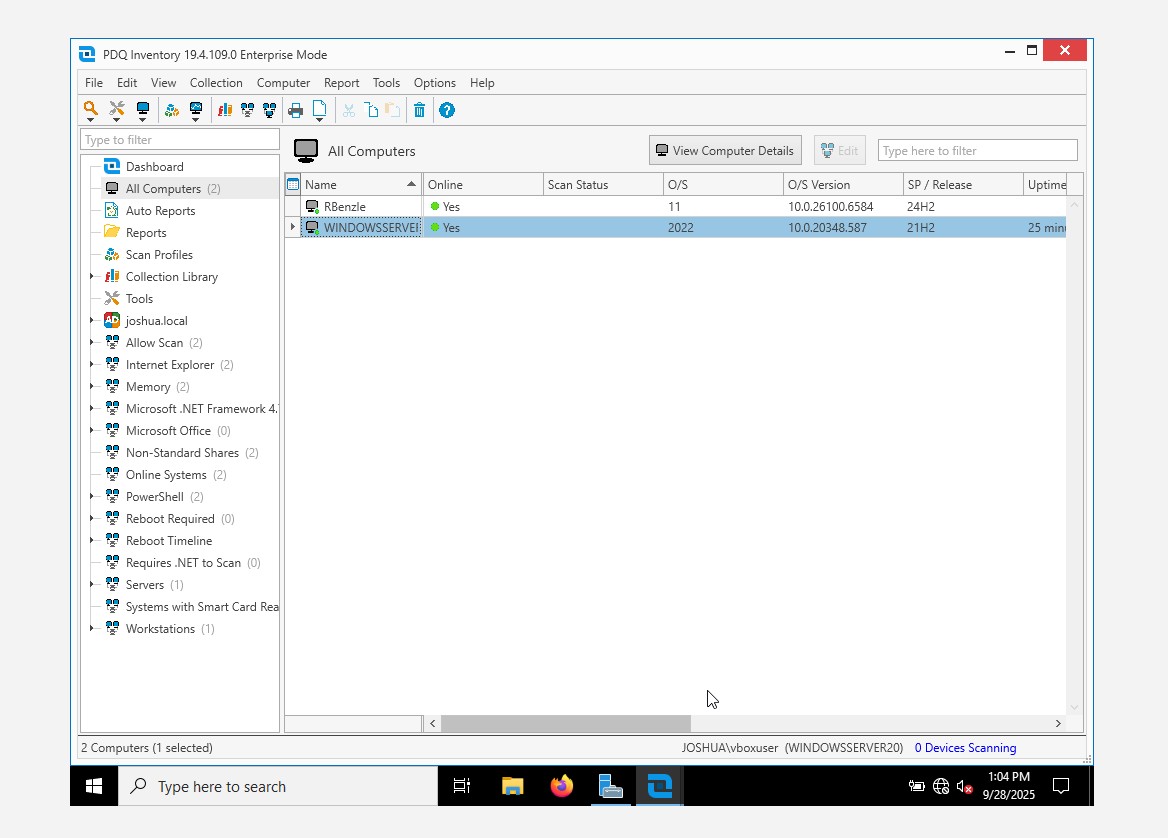 PDQ Inventory 19.4.109.0 Enterprise Mode
File Edit View Collection Computer Report Tools Options Help
Type to filter
Dashboard
All Computers (2)
Auto Reports
Reports
Scan Profiles
Collection Library
Tools
joshua.local
Allow Scan (2)
Internet Explorer (2)
Memory (2)
Microsoft .NET Framework 4.
Microsoft Office (0)
Non-Standard Shares (2)
Online Systems (2)
PowerShell (2)
Reboot Required (0)
Reboot Timeline
Requires .NET to Scan (0)
Servers (1)
Systems with Smart Card Rea
Workstations (1)
All Computers View Computer Details Edit Type here to filter
Name Online Scan Status O/S O/S Version SP / Release Uptime
RBenzle Yes 11 10.0.26100.6584 24H2
WINDOWSSERVE Yes 2022 10.0.20348.587 21H2 25 min
2 Computers (1 selected) JOSHUA\vboxuser (WINDOWSSERVER20) 0 Devices Scanning
Type here to search
1:04 PM
9/28/2025